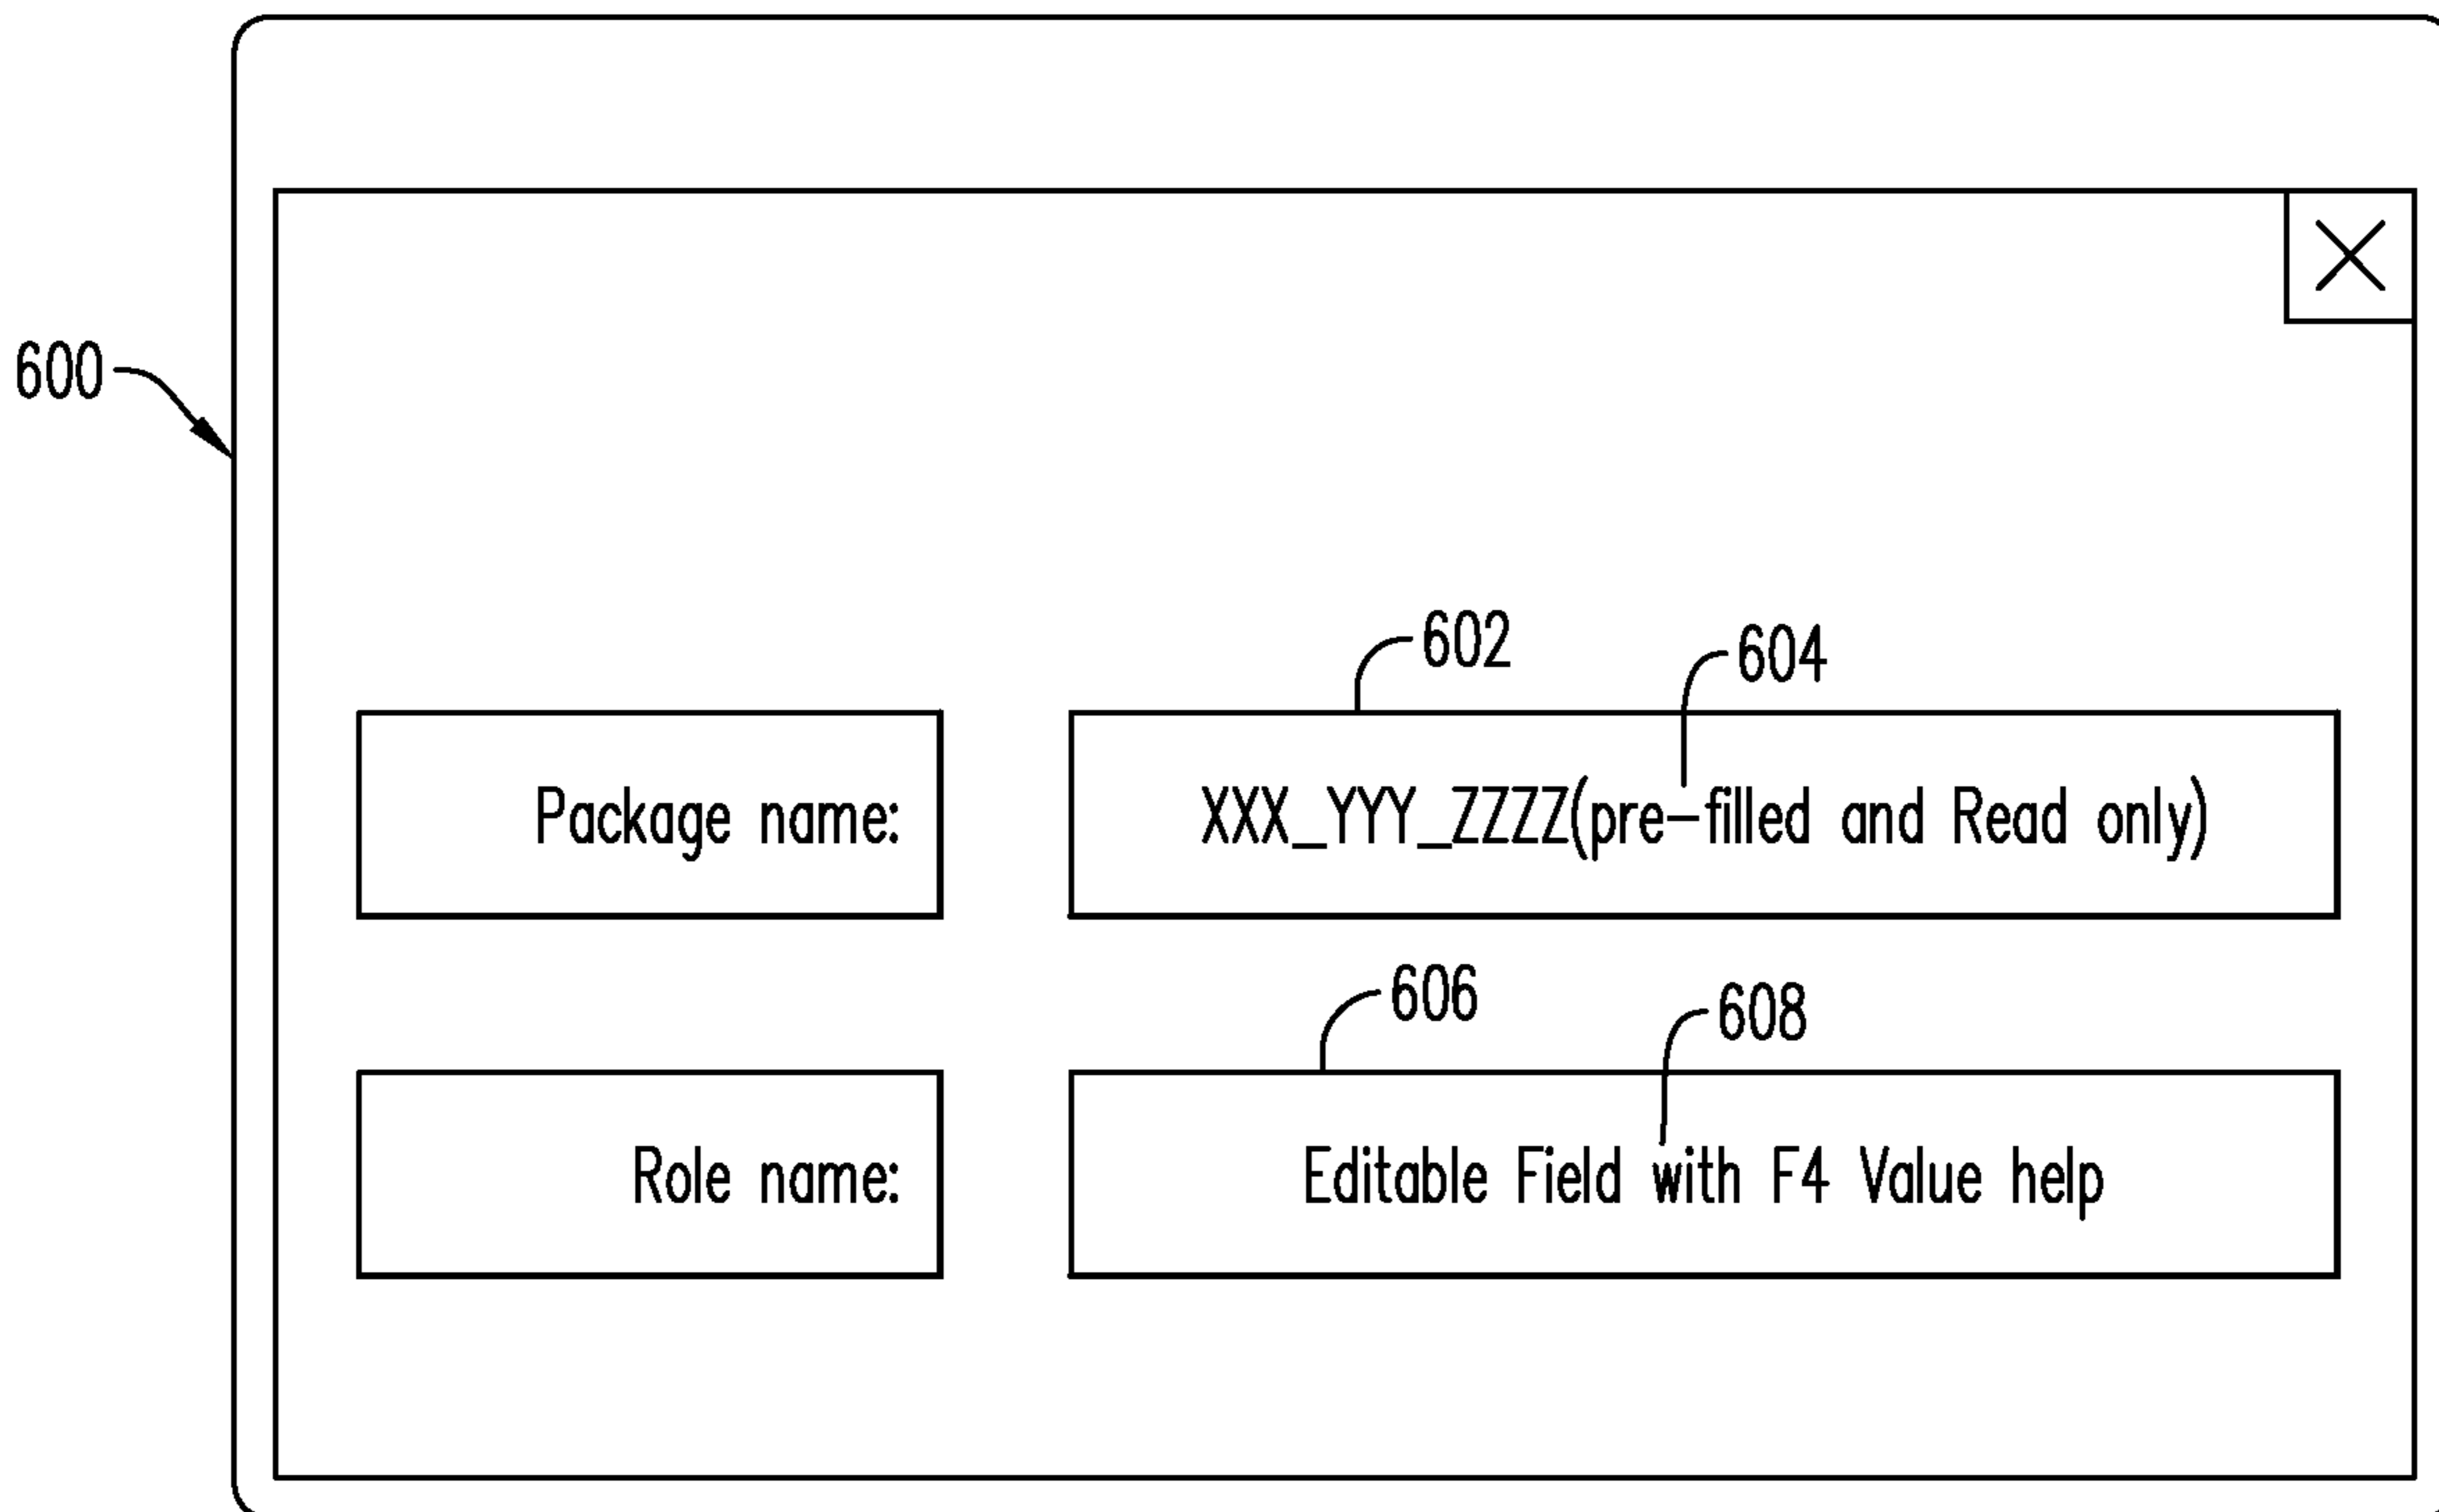 600
602
604
Package name:
XXX_YYY_ZZZZ(pre-filled and Read only)
606
608
Role name:
Editable Field with F4 Value help